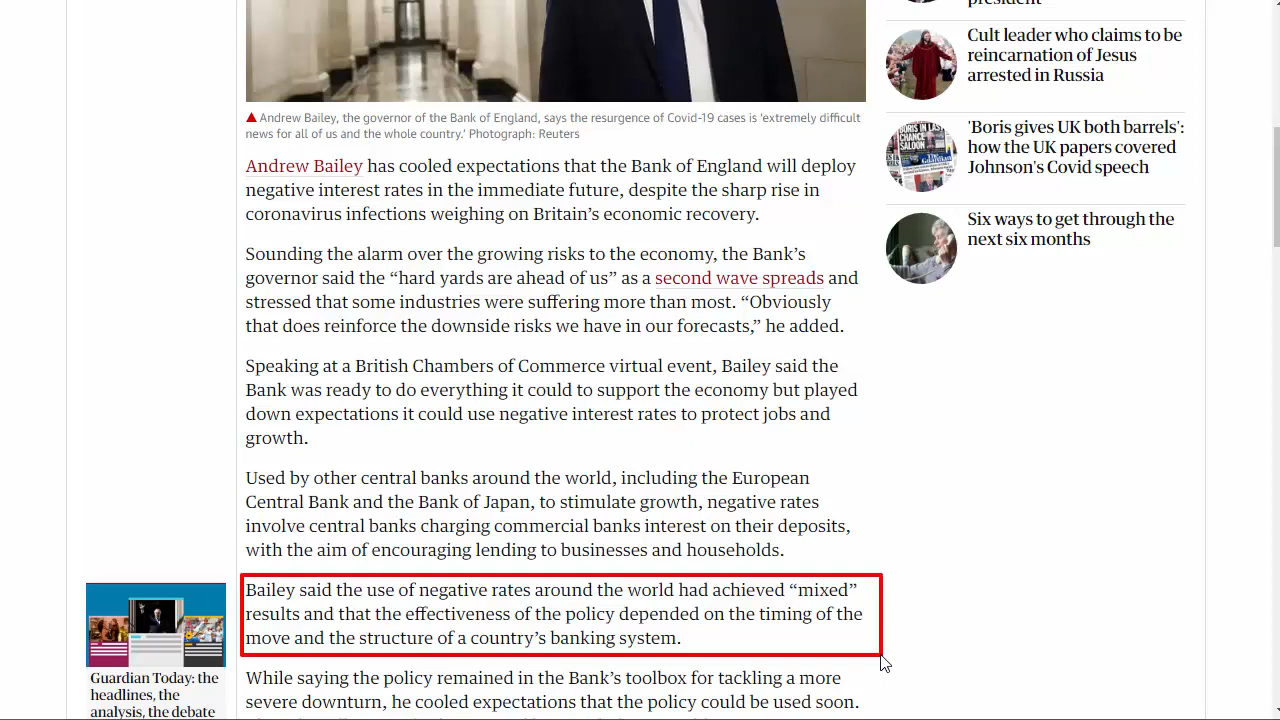 president
Cult leader who claims to be
reincarnation of Jesus
arrested in Russia
'Boris gives UK both barrels':
how the UK papers covered
Johnson's Covid speech
Six ways to get through the
next six months
▲ Andrew Bailey, the governor of the Bank of England, says the resurgence of Covid-19 cases is ‘extremely difficult
news for all of us and the whole country.’ Photograph: Reuters
Andrew Bailey has cooled expectations that the Bank of England will deploy
negative interest rates in the immediate future, despite the sharp rise in
coronavirus infections weighing on Britain’s economic recovery.
Sounding the alarm over the growing risks to the economy, the Bank’s
governor said the “hard yards are ahead of us” as a second wave spreads and
stressed that some industries were suffering more than most. “Obviously
that does reinforce the downside risks we have in our forecasts,” he added.
Speaking at a British Chambers of Commerce virtual event, Bailey said the
Bank was ready to do everything it could to support the economy but played
down expectations it could use negative interest rates to protect jobs and
growth.
Used by other central banks around the world, including the European
Central Bank and the Bank of Japan, to stimulate growth, negative rates
involve central banks charging commercial banks interest on their deposits,
with the aim of encouraging lending to businesses and households.
Bailey said the use of negative rates around the world had achieved “mixed”
results and that the effectiveness of the policy depended on the timing of the
move and the structure of a country’s banking system.
While saying the policy remained in the Bank’s toolbox for tackling a more
severe downturn, he cooled expectations that the policy could be used soon.
Guardian Today: the
headlines, the
analysis, the debate